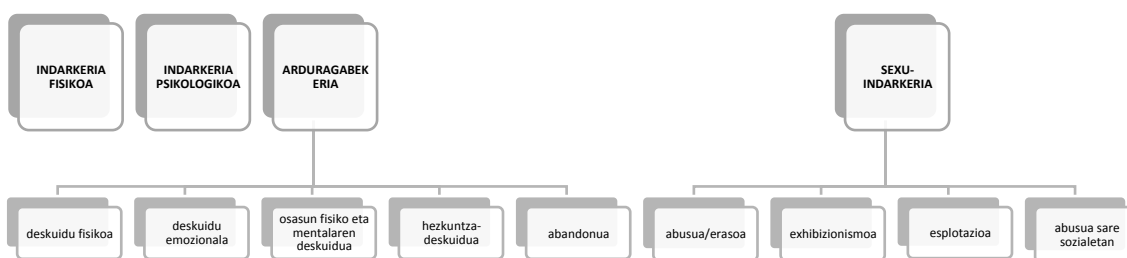 INDARKERIA
FISIKOA
INDARKERIA
PSIKOLOGIKOA
ARDURAGABEK
ERIA
SEXU-
INDARKERIA
deskuidu fisikoa
deskuidu
emozionala
osasun fisiko eta
mentalaren
deskuidua
hezkuntza-
deskuidua
abandonua
abusua/erasoa
exhibizionismoa
esplotazioa
abusua sare
sozialetan